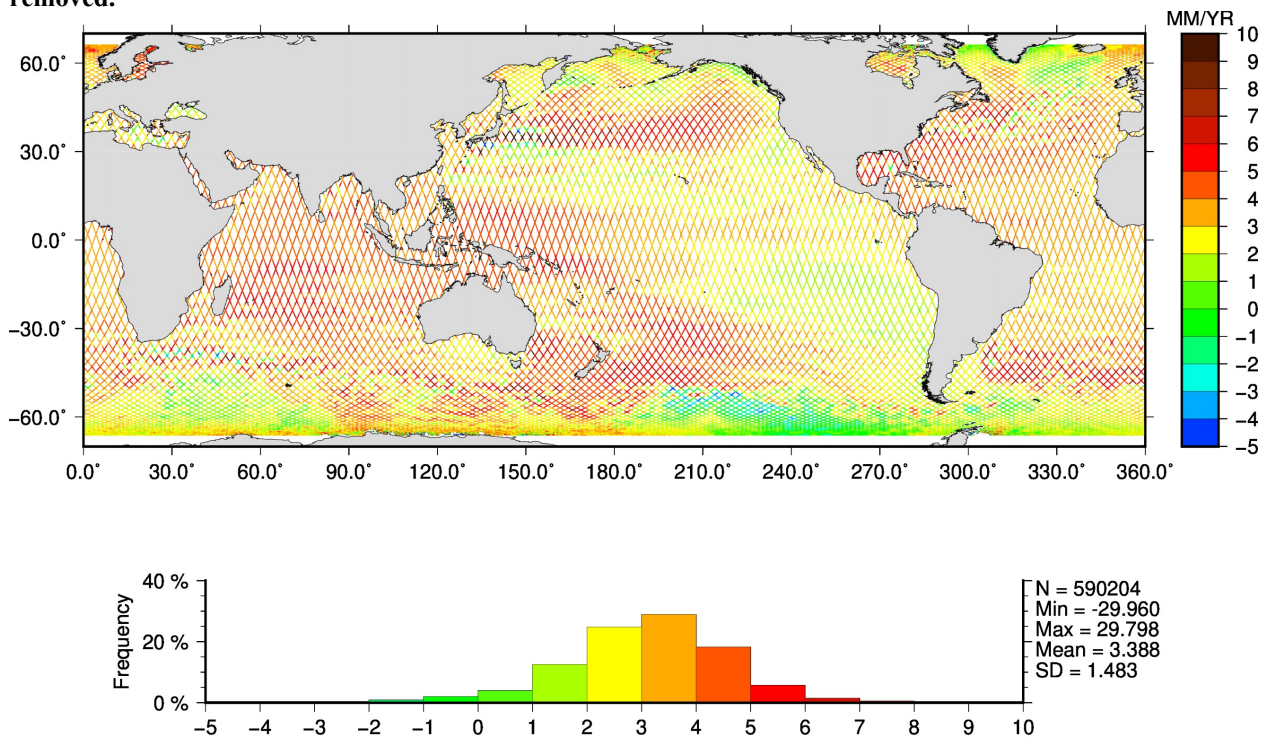 removed.
MM/YR
10
9
8
7
6
5
4
3
2
1
0
−1
−2
−3
−4
−5
60.0˚
30.0˚
0.0˚
−30.0˚
−60.0˚
0.0˚ 30.0˚ 60.0˚ 90.0˚ 120.0˚ 150.0˚ 180.0˚ 210.0˚ 240.0˚ 270.0˚ 300.0˚ 330.0˚ 360.0˚
40 %
20 %
0 %
Frequency
N = 590204
Min = -29.960
Max = 29.798
Mean = 3.388
SD = 1.483
−5 −4 −3 −2 −1 0 1 2 3 4 5 6 7 8 9 10